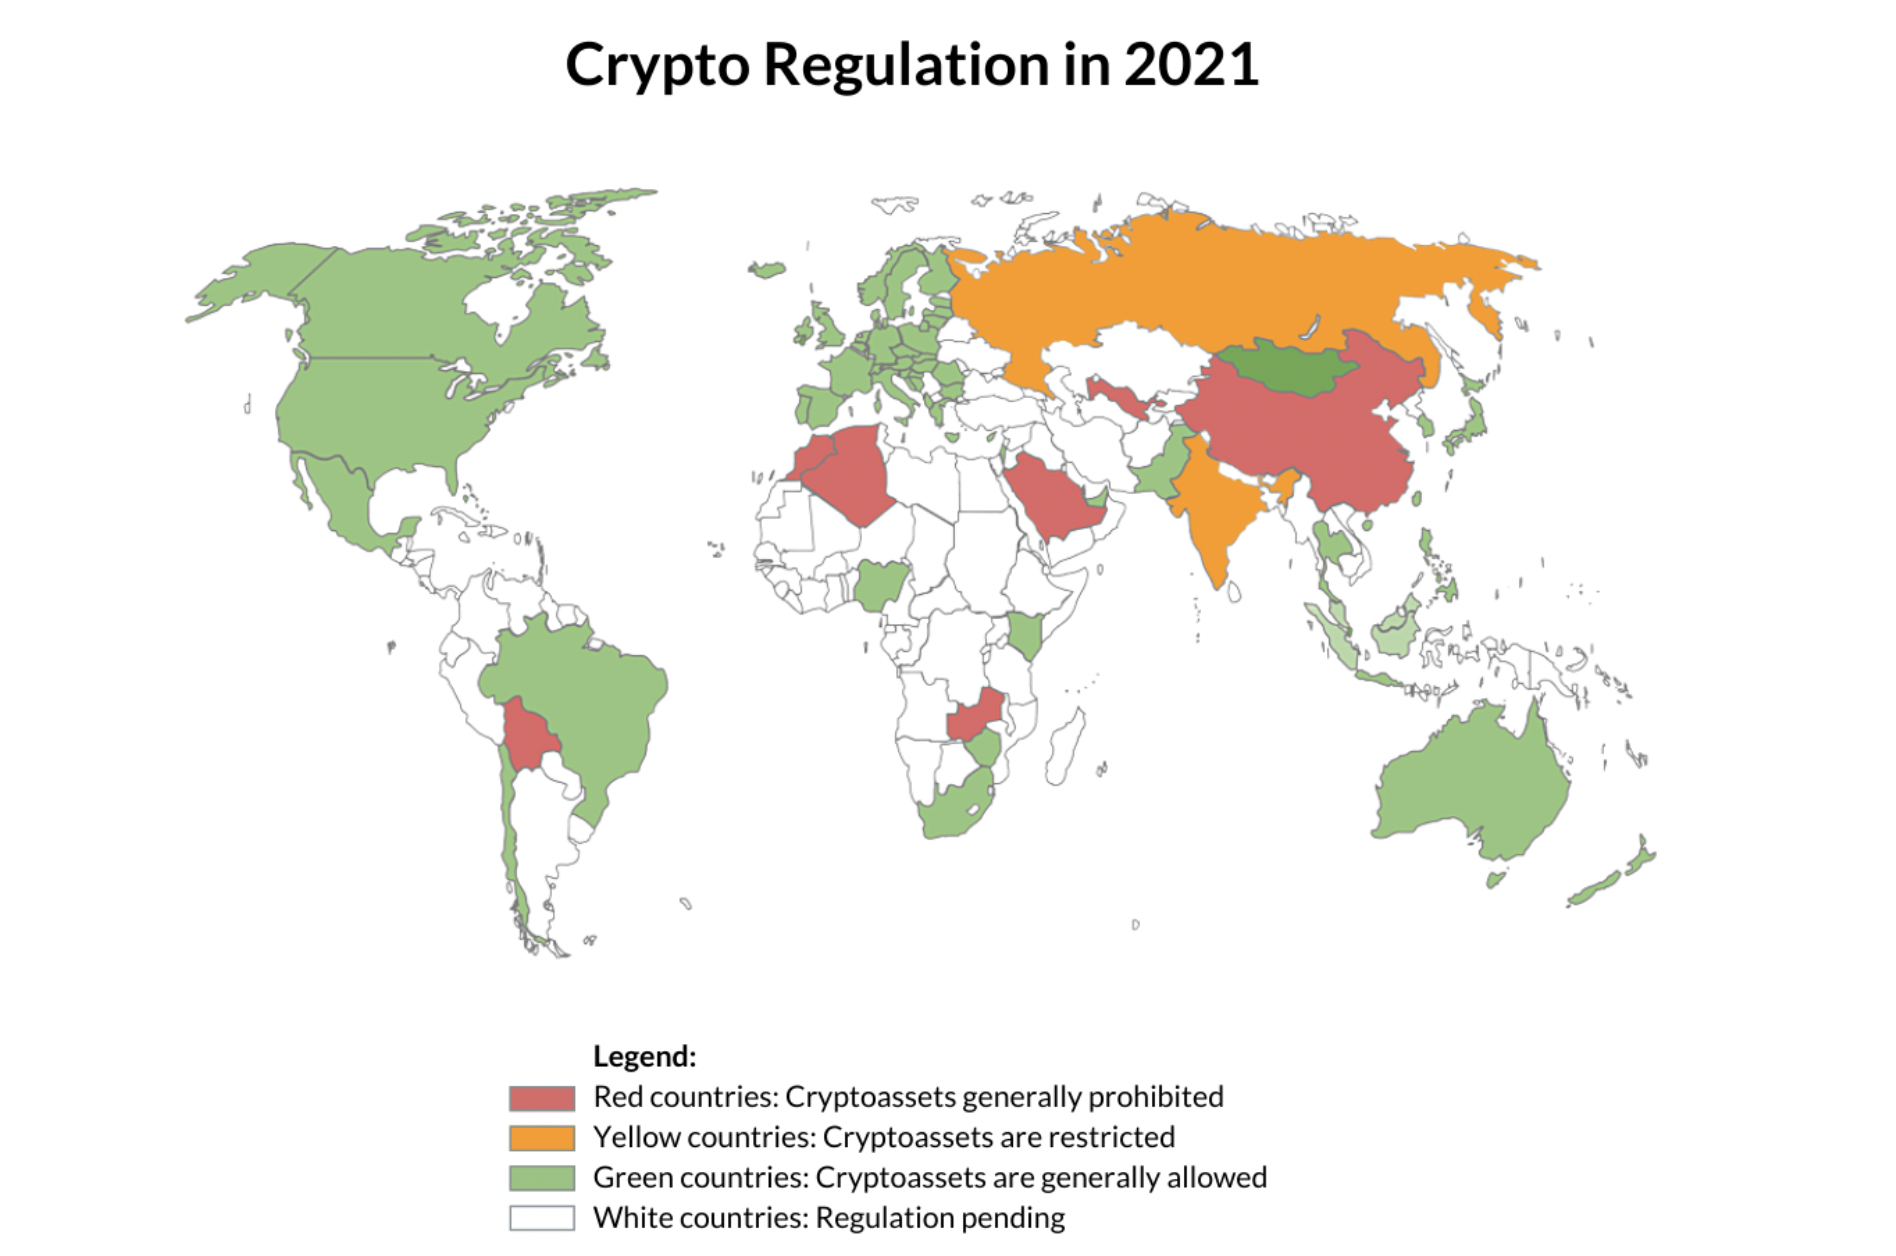 Crypto Regulation in 2021
Legend:
Red countries: Cryptoassets generally prohibited
Yellow countries: Cryptoassets are restricted
Green countries: Cryptoassets are generally allowed
White countries: Regulation pending